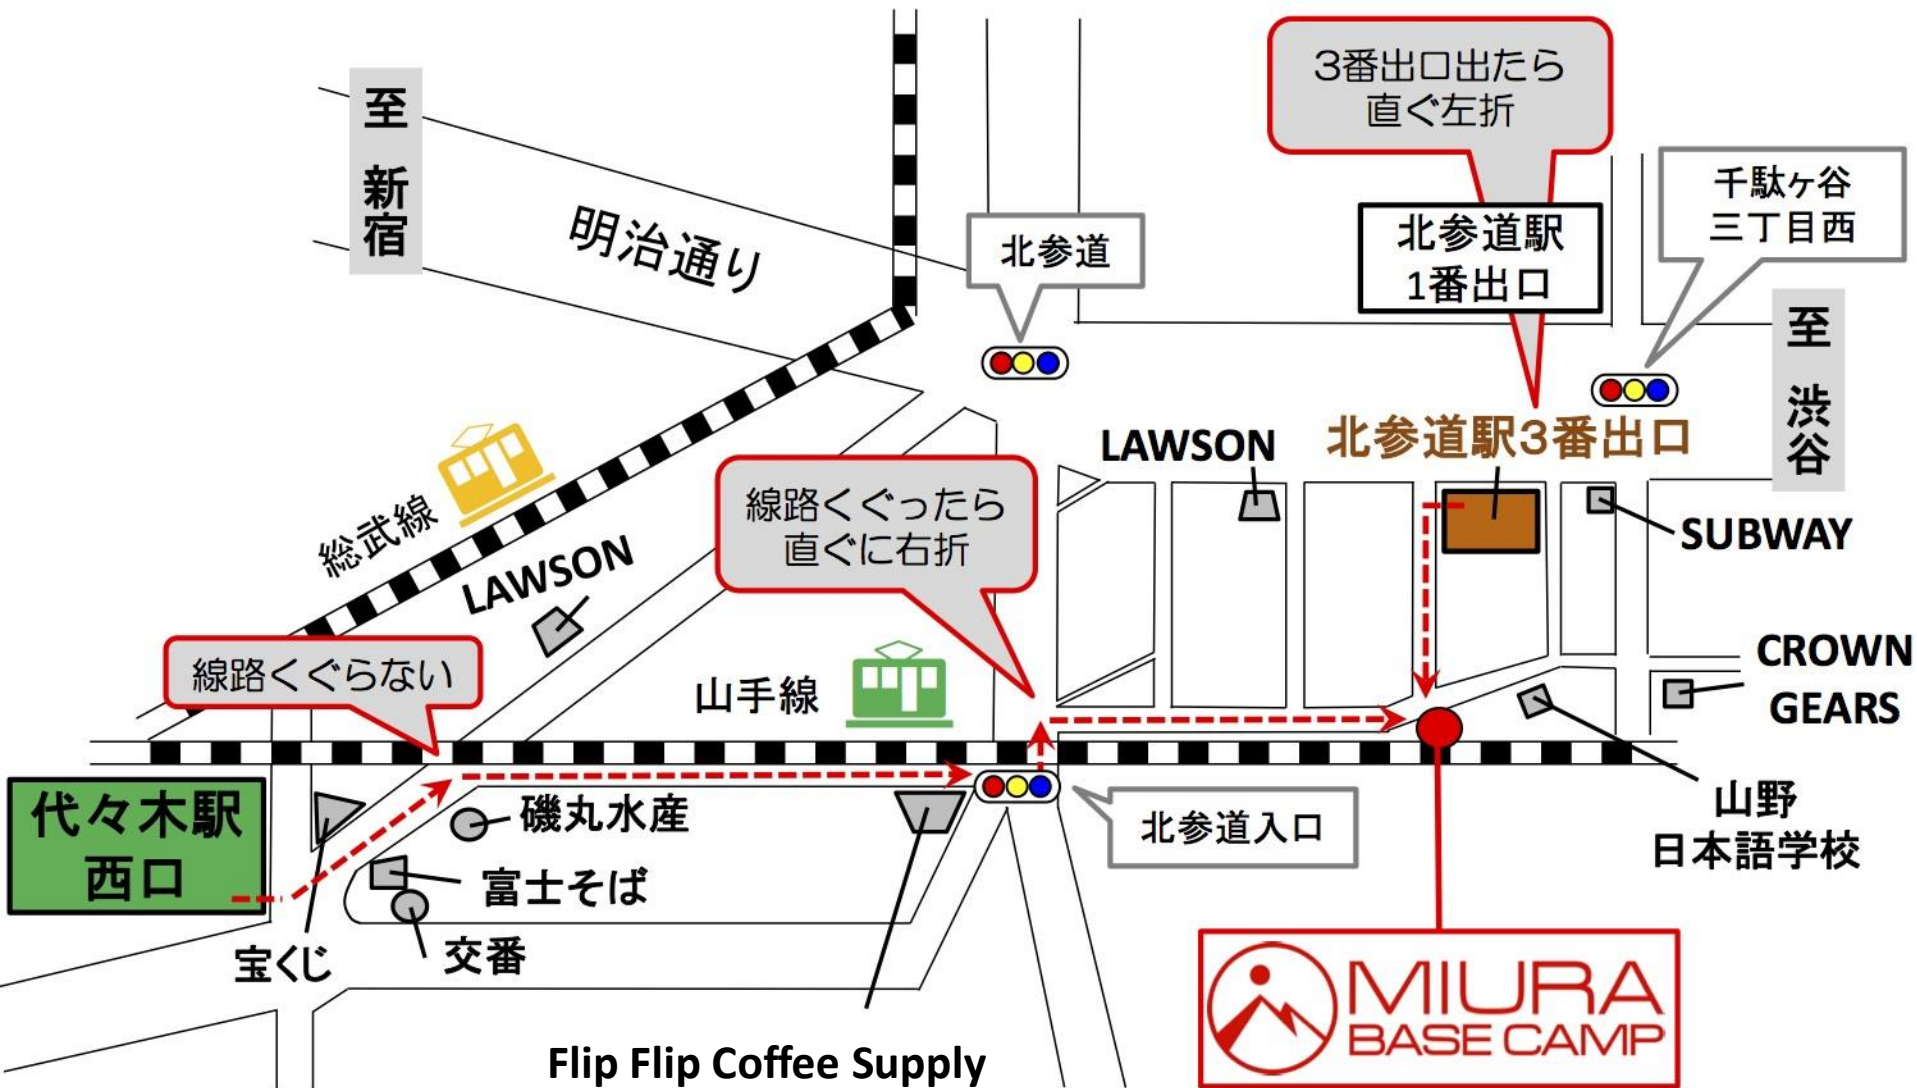 3番出口出たら
直ぐ左折
至 新宿
明治通り
北参道
北参道駅
1番出口
千駄ヶ谷
三丁目西
至 渋谷
北参道駅3番出口
LAWSON
総武線
LAWSON
線路くぐったら
直ぐに右折
SUBWAY
線路くぐらない
山手線
CROWN
GEARS
代々木駅
西口
磯丸水産
富士そば
宝くじ
交番
北参道入口
山野
日本語学校
Flip Flip Coffee Supply
MIURA
BASE CAMP